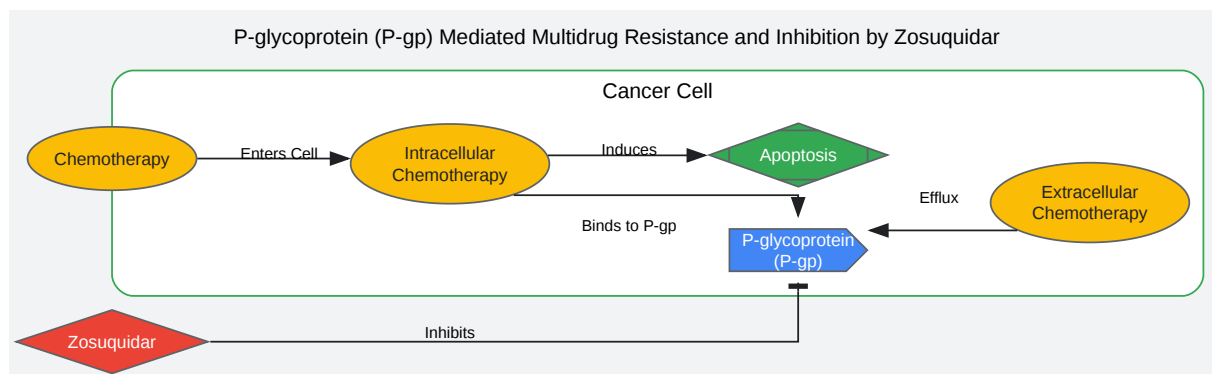 P-glycoprotein (P-gp) Mediated Multidrug Resistance and Inhibition by Zosuquidar
Cancer Cell
Chemotherapy
Enters Cell
Intracellular
Chemotherapy
Induces
Apoptosis
Binds to P-gp
P-glycoprotein
(P-gp)
Efflux
Extracellular
Chemotherapy
Zosuquidar
Inhibits